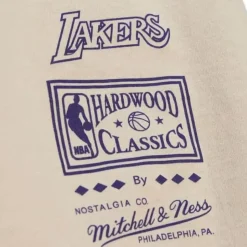 LAKERS
HARDWOOD
NBA
CLASSICS
By
NOSTALGIA CO.
Mitchell & Ness
PHILADELPHIA, PA.